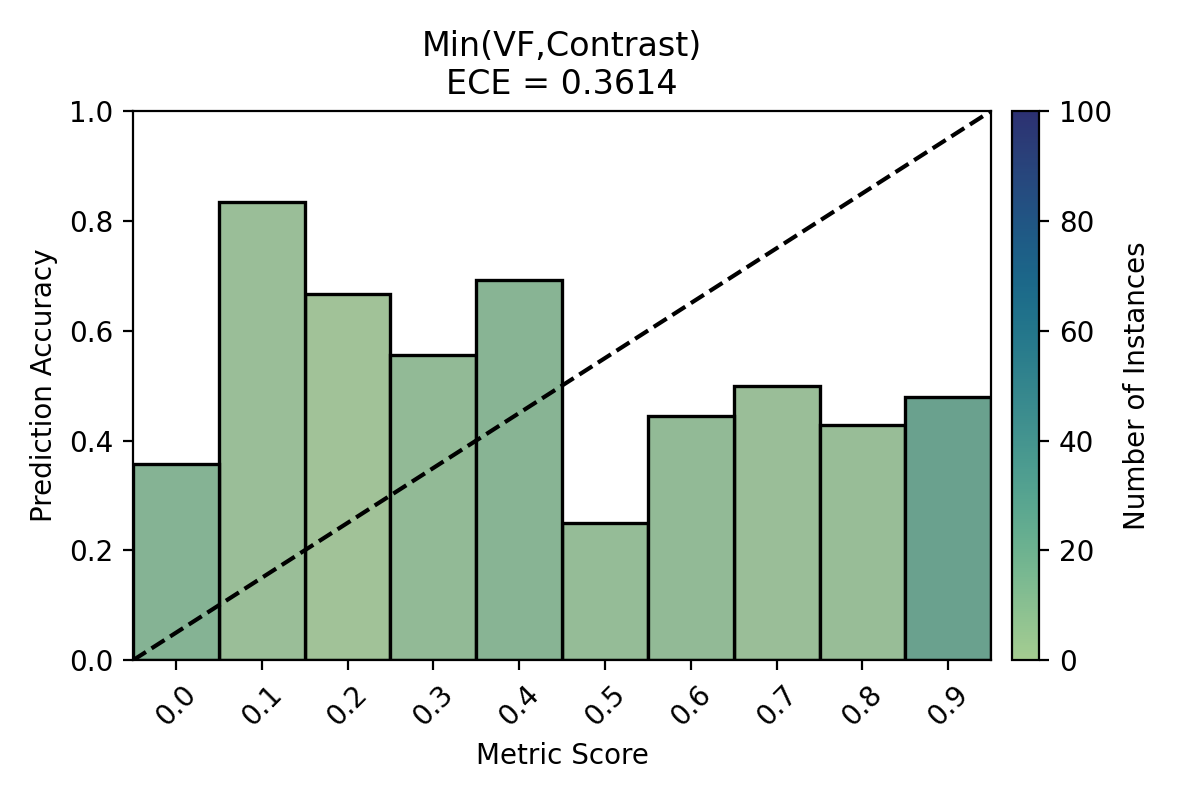 Min(VF,Contrast)
ECE = 0.3614
Prediction Accuracy
1.0
0.8
0.6
0.4
0.2
0.0
0.0 0.1 0.2 0.3 0.4 0.5 0.6 0.7 0.8 0.9
Metric Score
100
80
60
40
20
0
Number of Instances